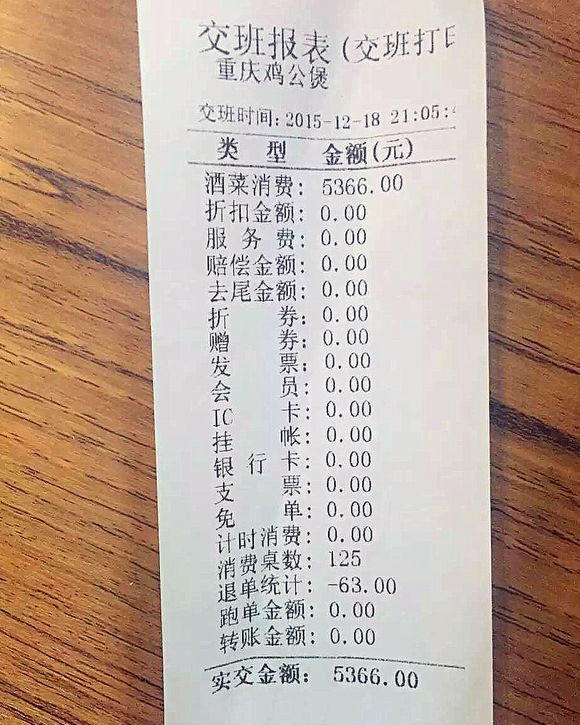 交班报表(交班打
重庆鸡公煲
交班时间:2015-12-18 21:05:
类 型 金额(元)
酒菜消费: 5366.00
折扣金额: 0.00
服 务 费: 0.00
赔偿金额: 0.00
去尾金额: 0.00
折 券: 0.00
赠 券: 0.00
发 票: 0.00
会 员: 0.00
IC 卡: 0.00
挂 帐: 0.00
银 行 卡: 0.00
支 票: 0.00
免 单: 0.00
计时消费: 0.00
消费桌数: 125
退单统计: -63.00
跑单金额: 0.00
转账金额: 0.00
实交金额: 5366.00